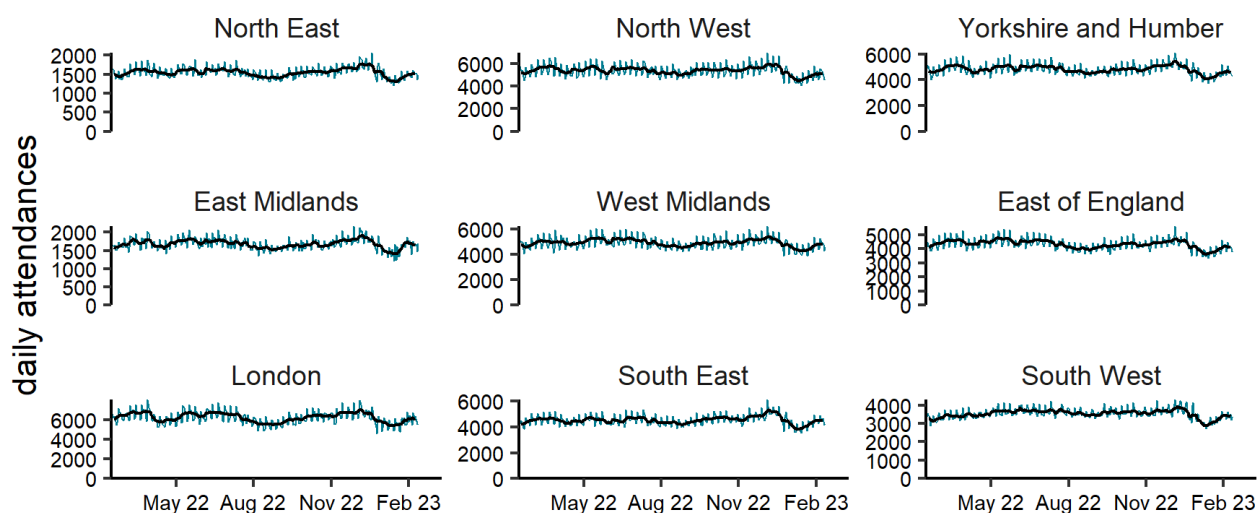 North East North West Yorkshire and Humber
2000 6000 6000
1500 4000 4000
1000 2000 2000
500 0 0
0
daily attendances
East Midlands West Midlands East of England
2000 6000 5000
1500 4000 4000
1000 2000 3000
500 0 2000
0 1000
0
London South East South West
6000 6000 4000
4000 4000 3000
2000 2000 2000
0 0 1000
0
May 22 Aug 22 Nov 22 Feb 23 May 22 Aug 22 Nov 22 Feb 23 May 22 Aug 22 Nov 22 Feb 23